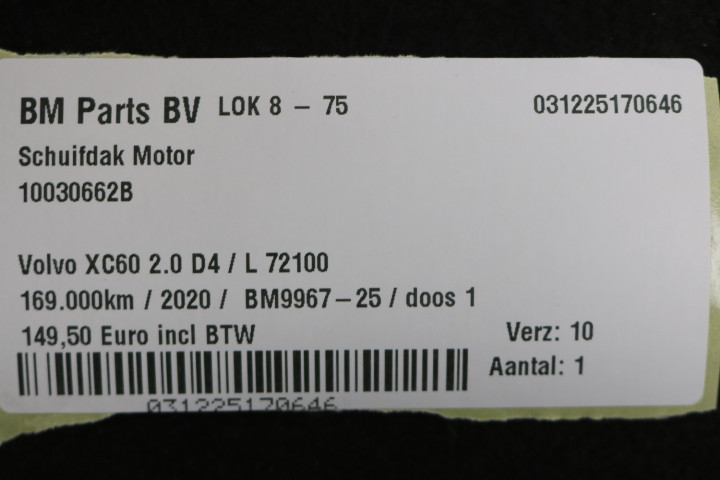 BM Parts BV LOK 8 - 75 031225170646
Schuifdak Motor
10030662B
Volvo XC60 2.0 D4 / L 72100
169.000km / 2020 / BM9967-25 / doos 1
149,50 Euro incl BTW Verz: 10
Aantal: 1
031225170646